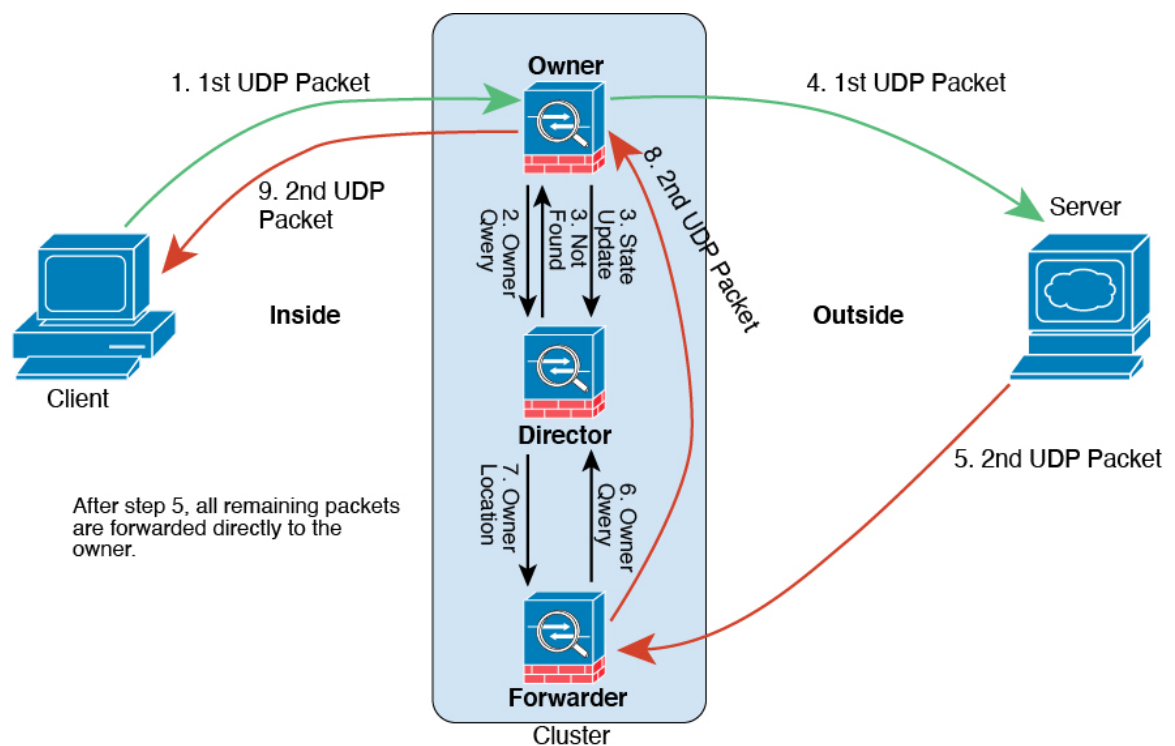 Owner
1. 1st UDP Packet
4. 1st UDP Packet
9. 2nd UDP
Packet
8. 2nd UDP Packet
2. Owner
Qwery
3. Not
Found
3. State
Update
Server
Inside
Outside
Client
Director
5. 2nd UDP Packet
7. Owner
Location
6. Owner
Qwery
After step 5, all remaining packets
are forwarded directly to the
owner.
Forwarder
Cluster